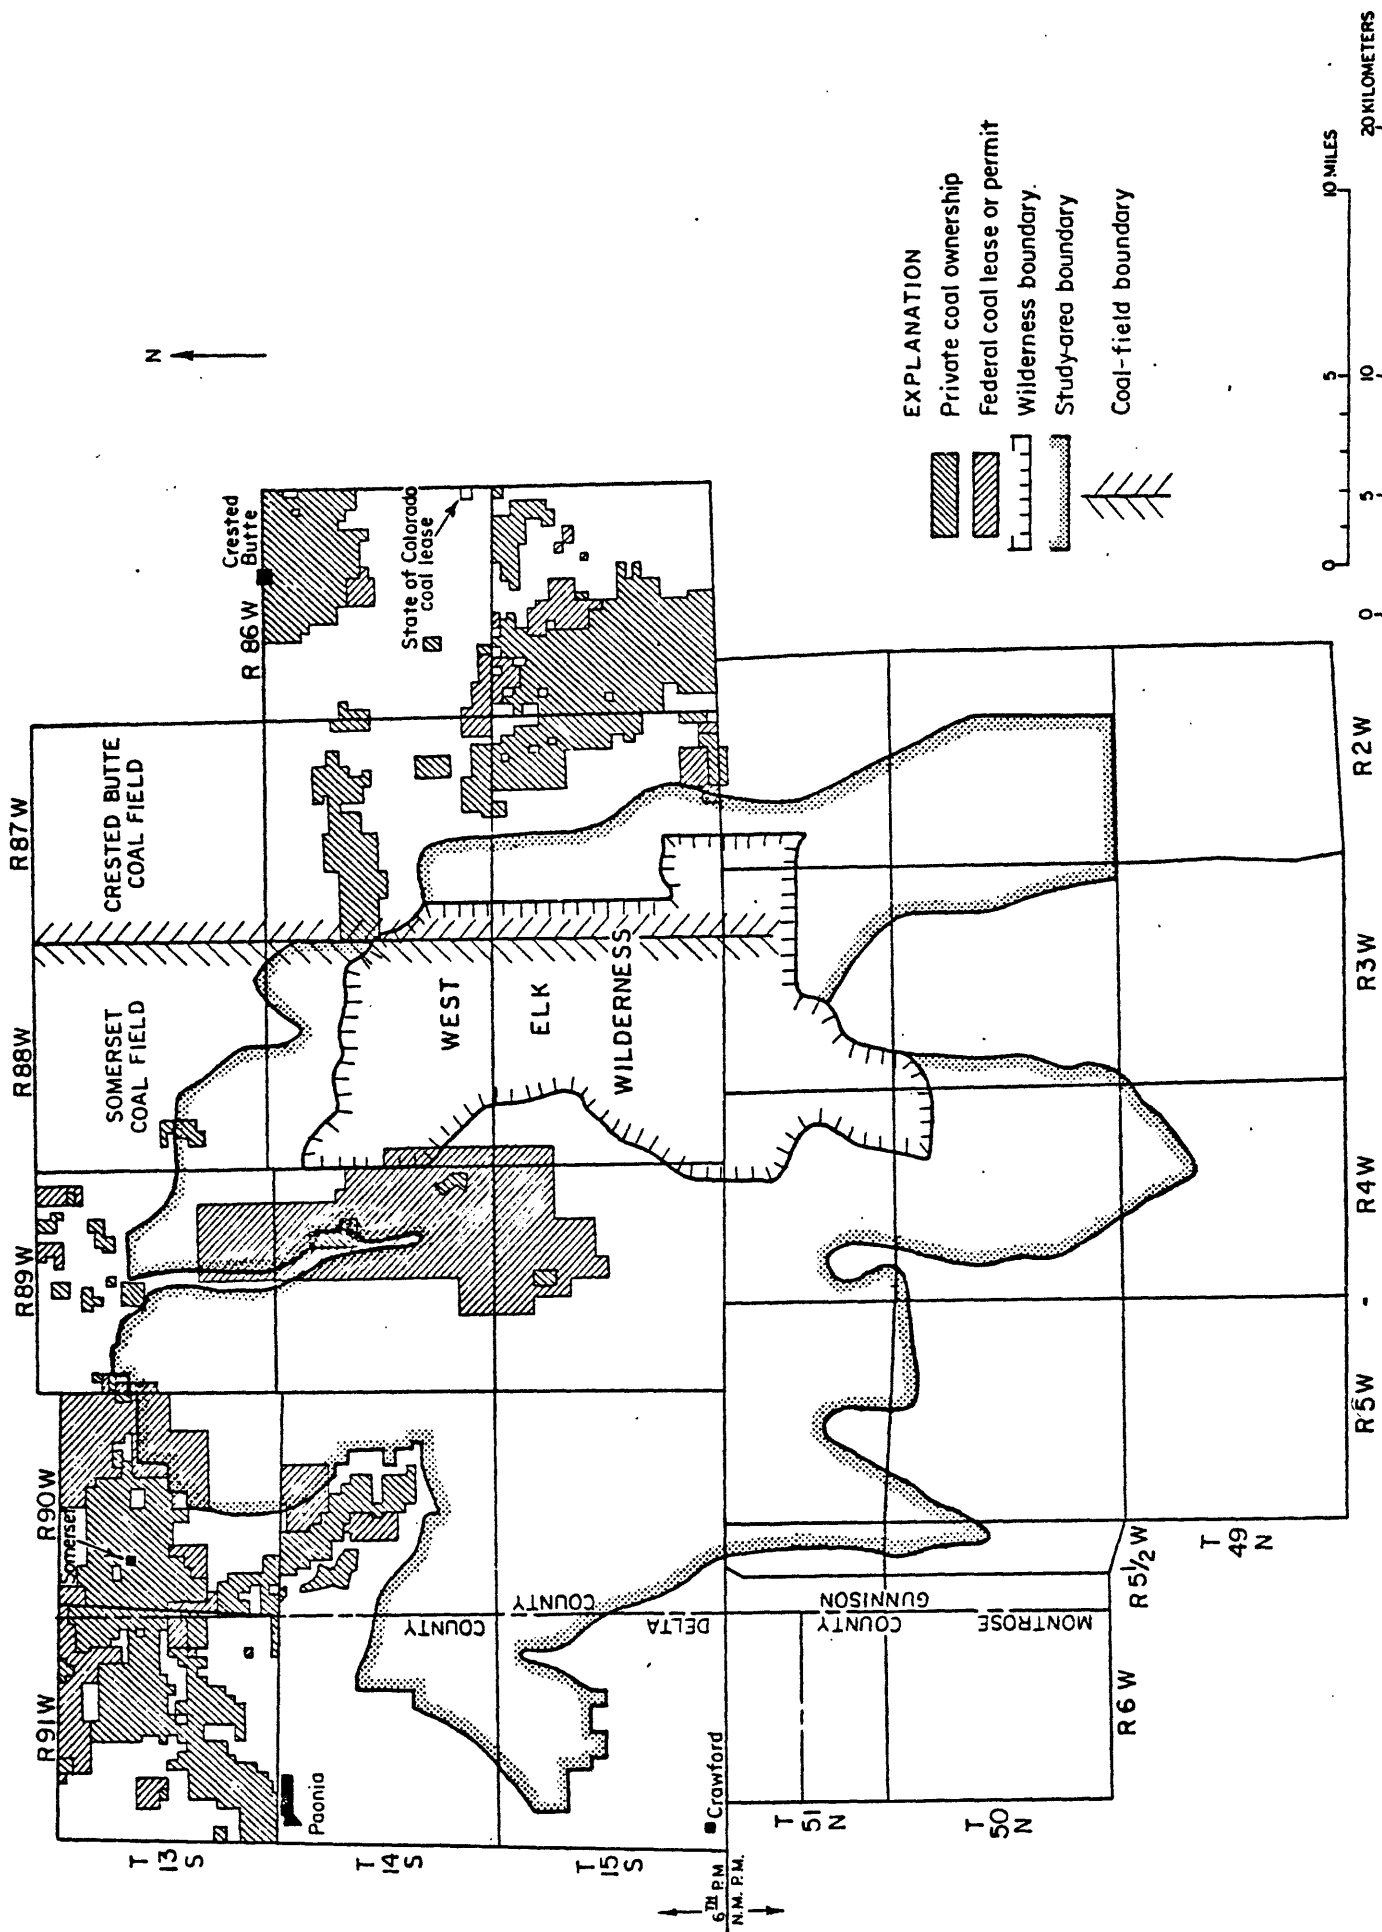 R91W
R90W
R89W
R88W
R87W
R 86 W
Crested
Butte
Somerset
SOMERSET
COAL FIELD
CRESTED BUTTE
COAL FIELD
N
T
13
S
Paonia
State of Colorado
coal lease
T
14
S
WEST
ELK
WILDERNESS
COUNTY
COUNTY
DELTA
T
15
S
Crawford
6TH P.M.
N.M. P.M.
T
51
N
GUNNISON
COUNTY
MONTROSE
T
50
N
R 6 W
R 5 1/2 W
T
49
N
R5W
R4W
R3W
R2W
EXPLANATION
Private coal ownership
Federal coal lease or permit
Wilderness boundary.
Study-area boundary
Coal-field boundary
0 5 10 MILES
0 5 10 20 KILOMETERS